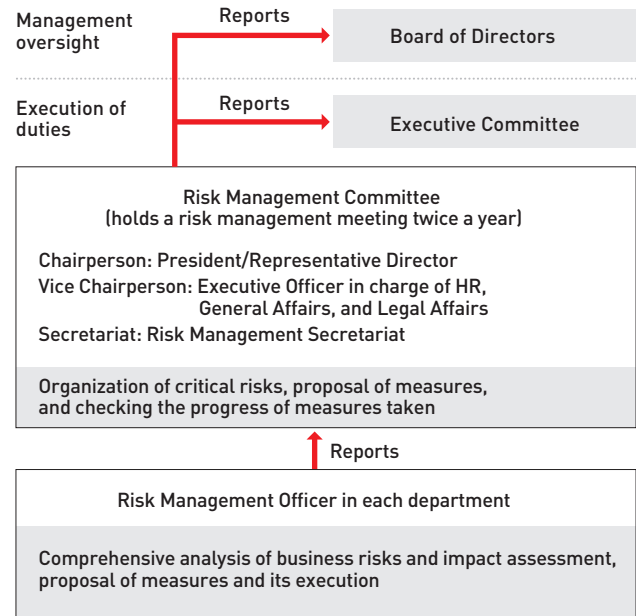 Management
oversight
Reports
Board of Directors
Execution of
duties
Reports
Executive Committee
Risk Management Committee
(holds a risk management meeting twice a year)
Chairperson: President/Representative Director
Vice Chairperson: Executive Officer in charge of HR,
General Affairs, and Legal Affairs
Secretariat: Risk Management Secretariat
Organization of critical risks, proposal of measures,
and checking the progress of measures taken
Reports
Risk Management Officer in each department
Comprehensive analysis of business risks and impact assessment,
proposal of measures and its execution